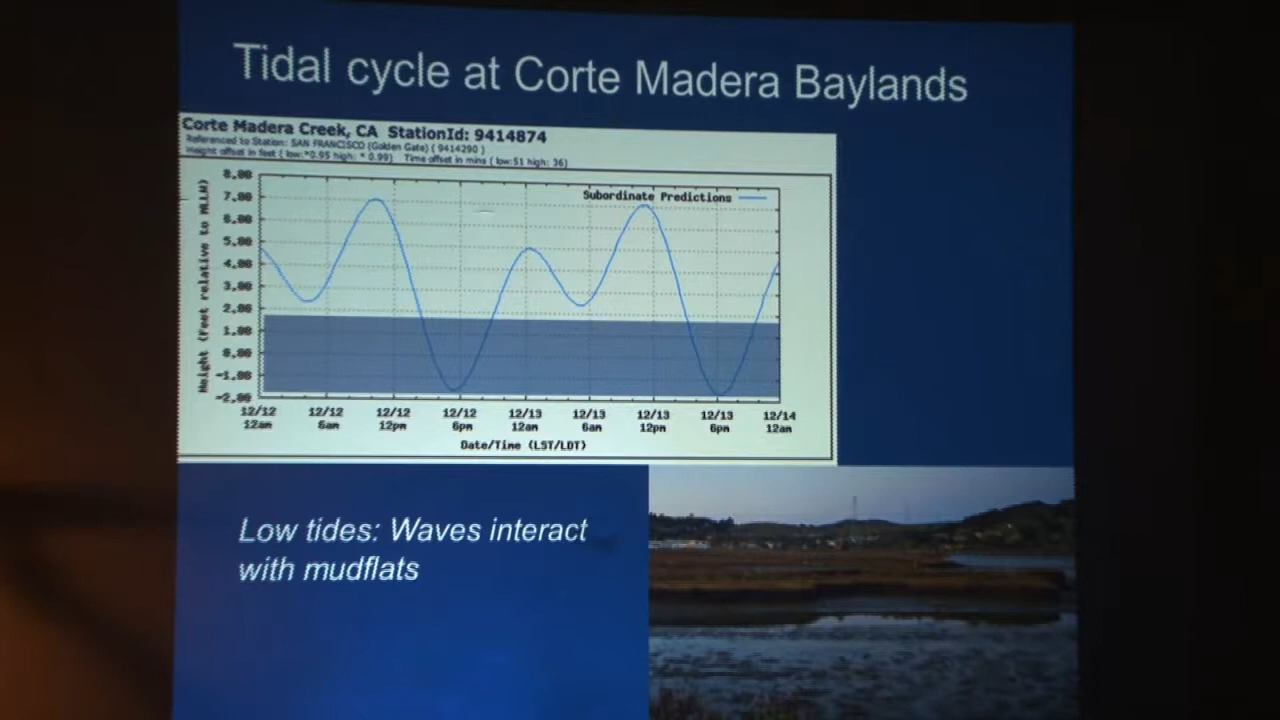 Tidal cycle at Corte Madera Baylands
Corte Madera Creek, CA StationId: 9414874
Referenced to Station: SAN FRANCISCO (Golden Gate) ( 9414290 )
Height offset in feet ( low:*0.95 high: * 0.99) Time offset in mins ( low:51 high: 36)
Subordinate Predictions
Height (Feet relative to MLLW)
8.00
7.00
6.00
5.00
4.00
3.00
2.00
1.00
0.00
-1.00
-2.00
12/12 12/12 12/12 12/12 12/13 12/13 12/13 12/13 12/14
12am 6am 12pm 6pm 12am 6am 12pm 6pm 12am
Date/Time (LST/LDT)
Low tides: Waves interact
with mudflats